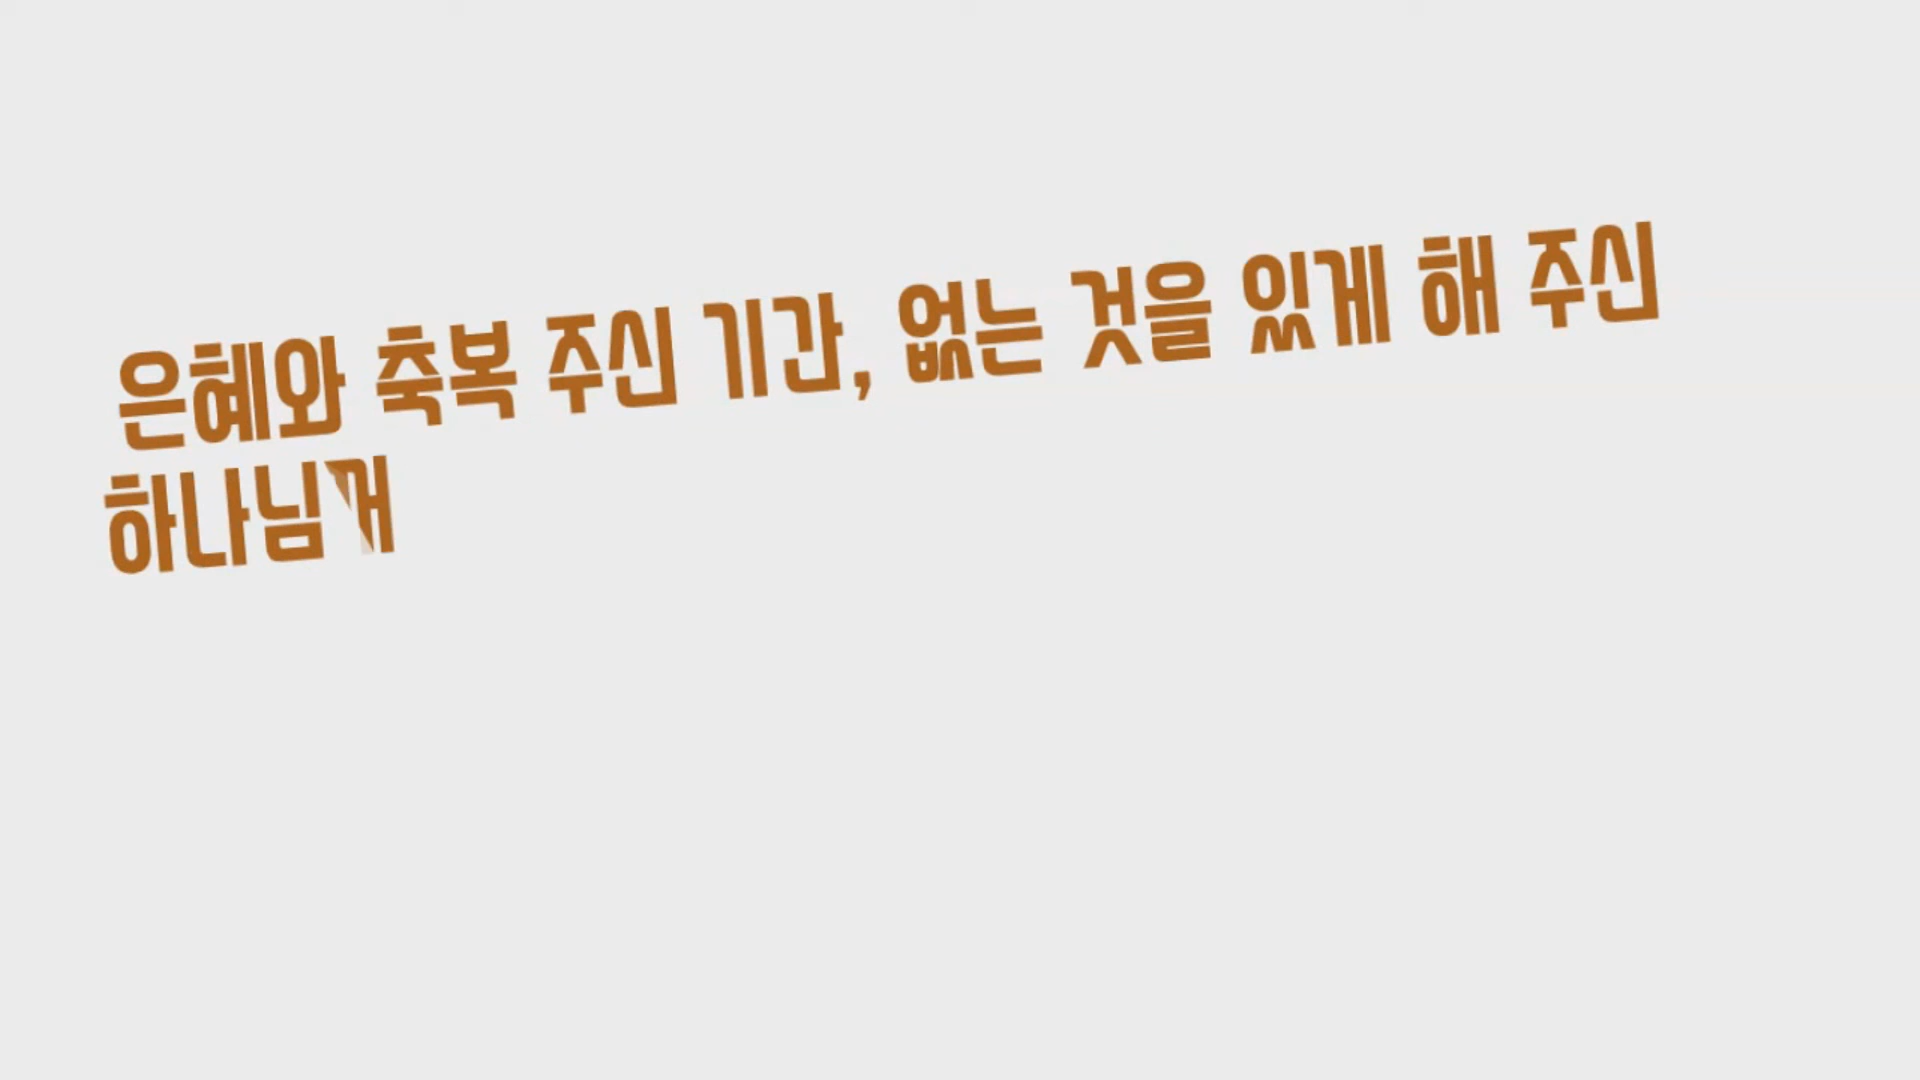 은혜와 축복 주신 기간, 없는 것을 있게 해 주신
하나님께